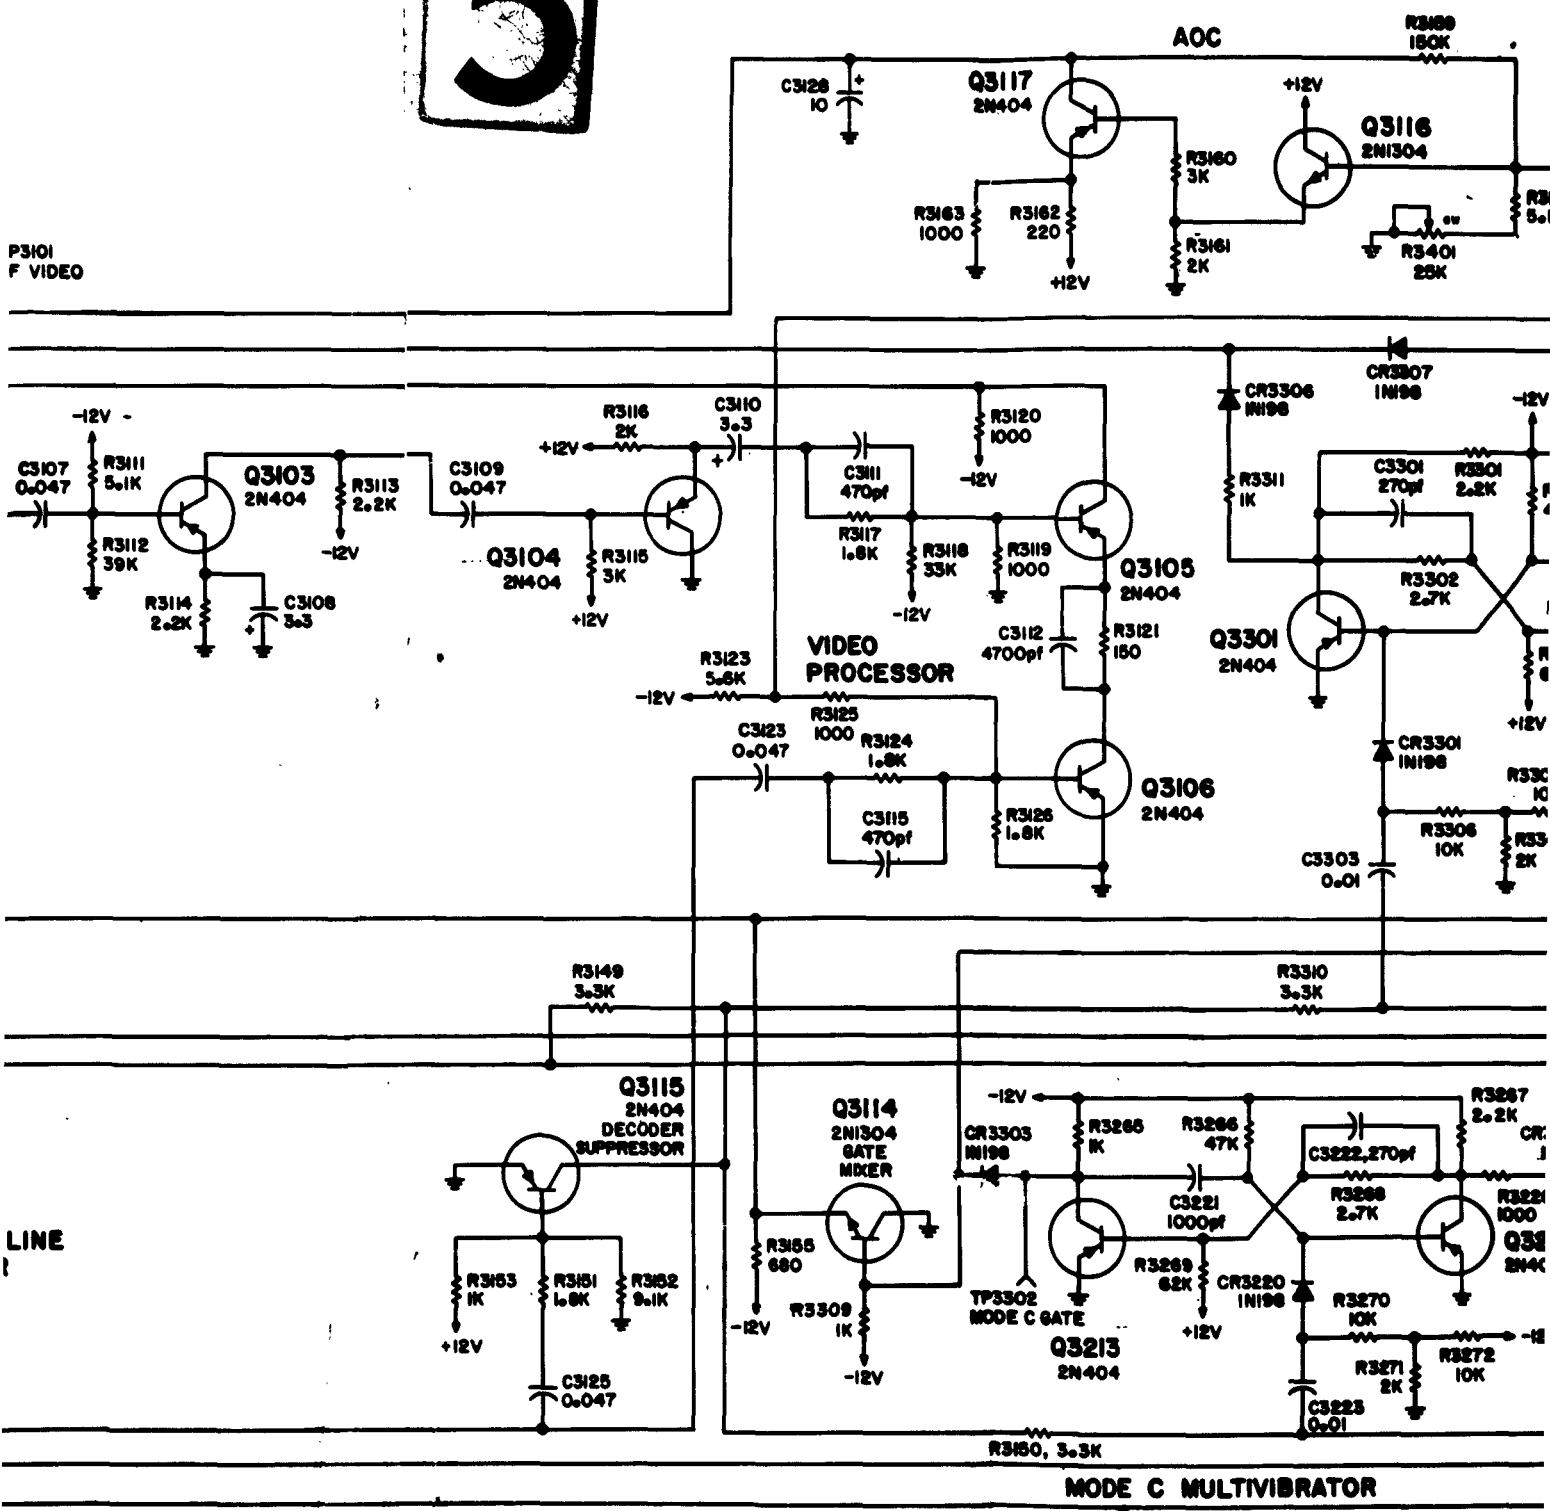 AOC
R3159
150K
C3128
10
+
Q3117
2N404
+12V
Q3116
2N1304
R3160
3K
R3163
1000
R3162
220
+12V
R3161
2K
CW
R3401
25K
P3101
F VIDEO
-12V
C3107
0.047
R3111
5.1K
Q3103
2N404
R3112
39K
R3113
2.2K
-12V
R3114
2.2K
+
C3108
3.3
C3109
0.047
R3116
2K
+12V
C3110
3.3
+
Q3104
2N404
R3115
3K
+12V
C3111
470pf
R3117
1.8K
R3118
33K
-12V
R3119
1000
R3120
1000
-12V
Q3105
2N404
C3112
4700pf
R3121
150
CR3306
1N198
CR3307
1N198
-12V
R3311
1K
C3301
270pf
R3301
2.2K
R3302
2.7K
Q3301
2N404
+12V
VIDEO
PROCESSOR
R3123
5.6K
-12V
R3125
1000
C3123
0.047
R3124
1.8K
C3115
470pf
R3126
1.8K
Q3106
2N404
CR3301
1N198
R3306
10K
2K
C3303
0.01
R3149
3.3K
R3310
3.3K
Q3115
2N404
DECODER
SUPPRESSOR
Q3114
2N1304
GATE
MIXER
-12V
CR3303
1N198
R3265
1K
R3266
47K
R3267
2.2K
C3222,270pf
R3268
2.7K
C3221
1000pf
1000
LINE
R3153
1K
+12V
R3151
1.8K
R3152
9.1K
C3125
0.047
R3155
680
-12V
R3309
1K
-12V
TP3302
MODE C GATE
Q3213
2N404
R3269
62K
+12V
CR3220
1N198
R3270
10K
R3271
2K
R3272
10K
C3223
0.01
R3150, 3.3K
MODE C MULTIVIBRATOR